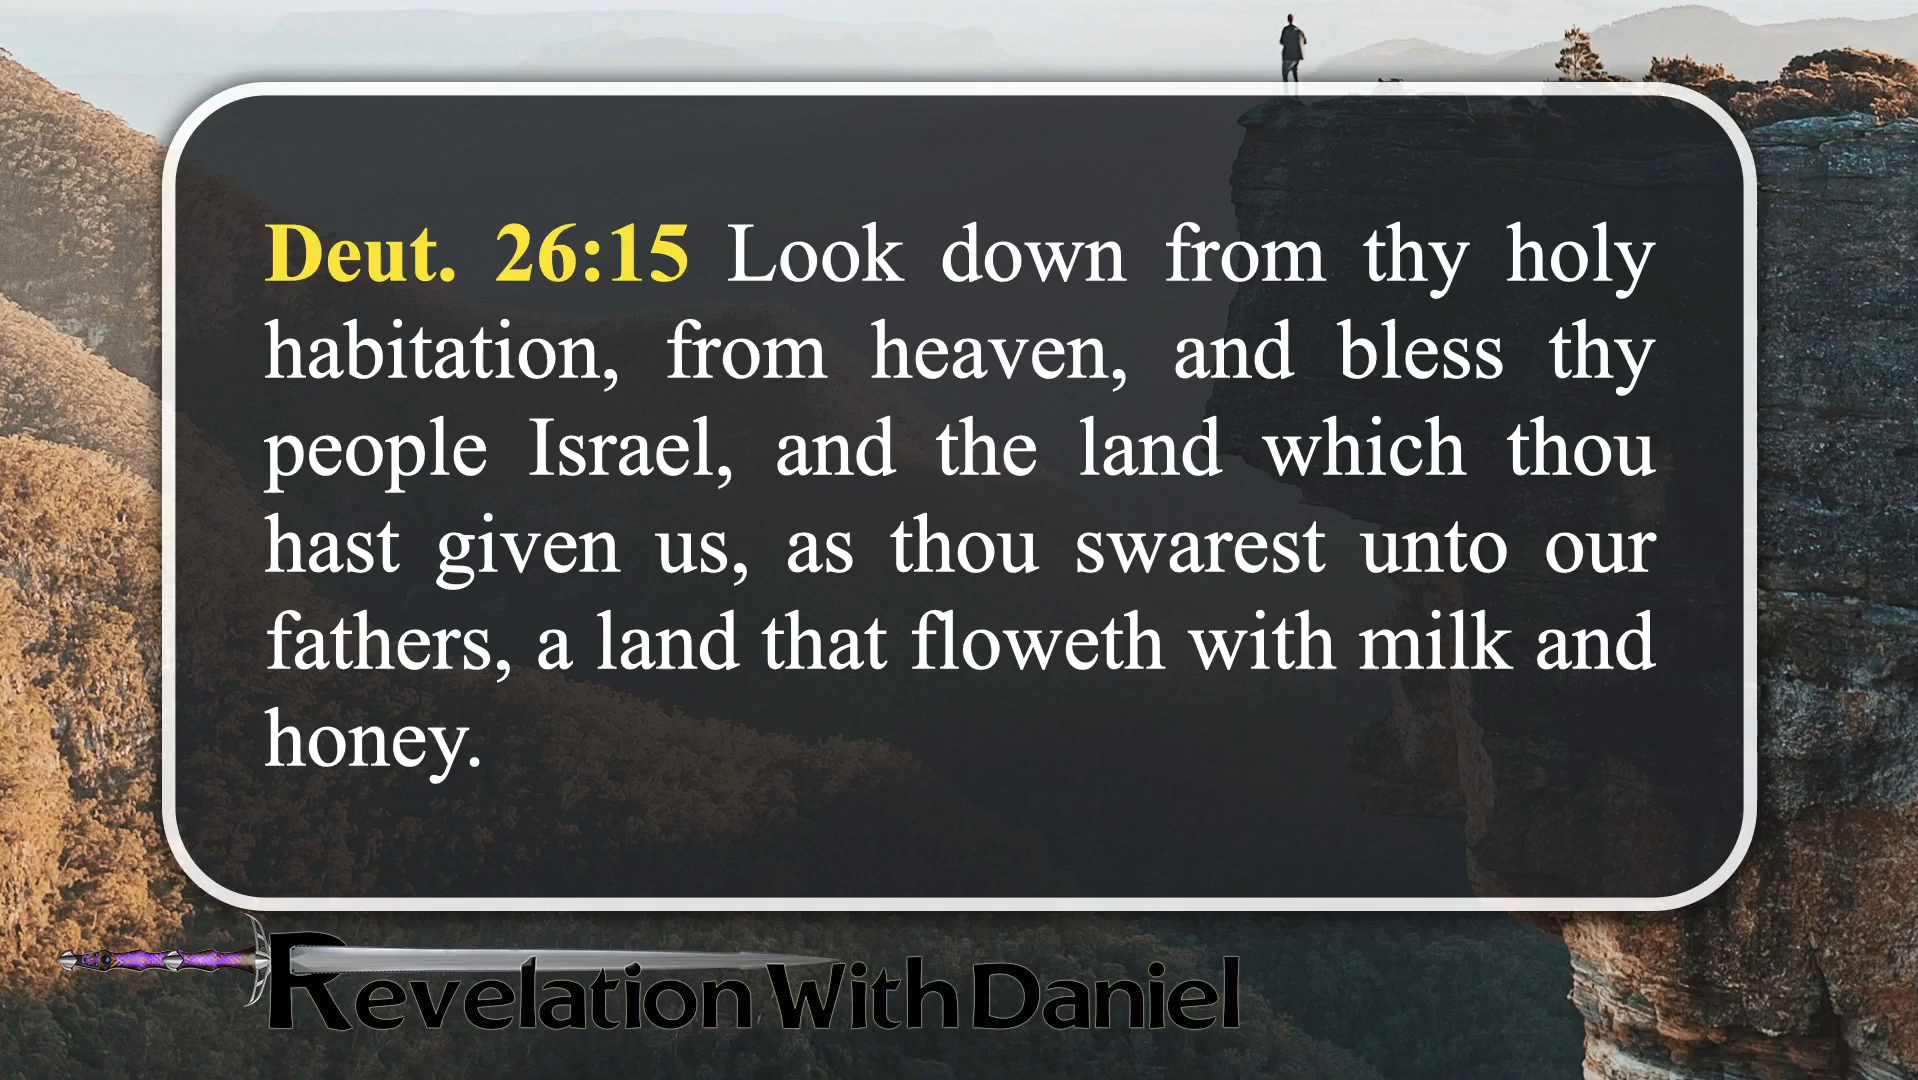 Deut. 26:15 Look down from thy holy
habitation, from heaven, and bless thy
people Israel, and the land which thou
hast given us, as thou swarest unto our
fathers, a land that floweth with milk and
honey.
Revelation With Daniel